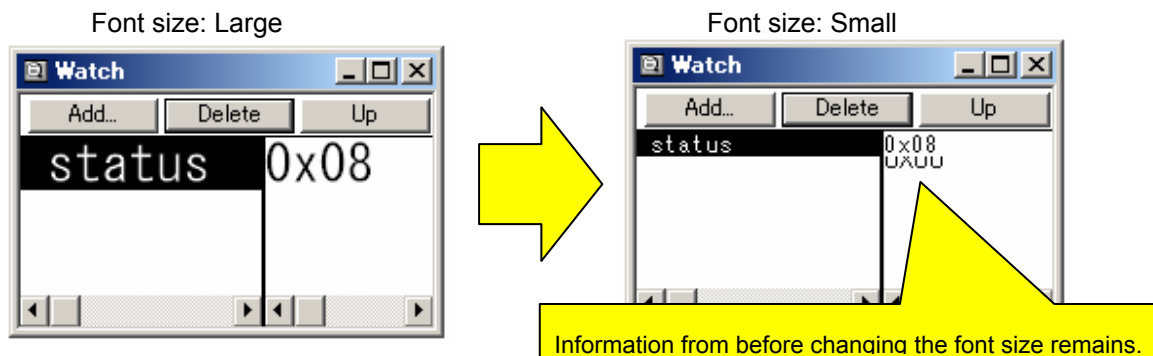 Font size: Large
Font size: Small
Watch
Add... Delete Up
status 0x08
Watch
Add... Delete Up
status 0x08
Information from before changing the font size remains.